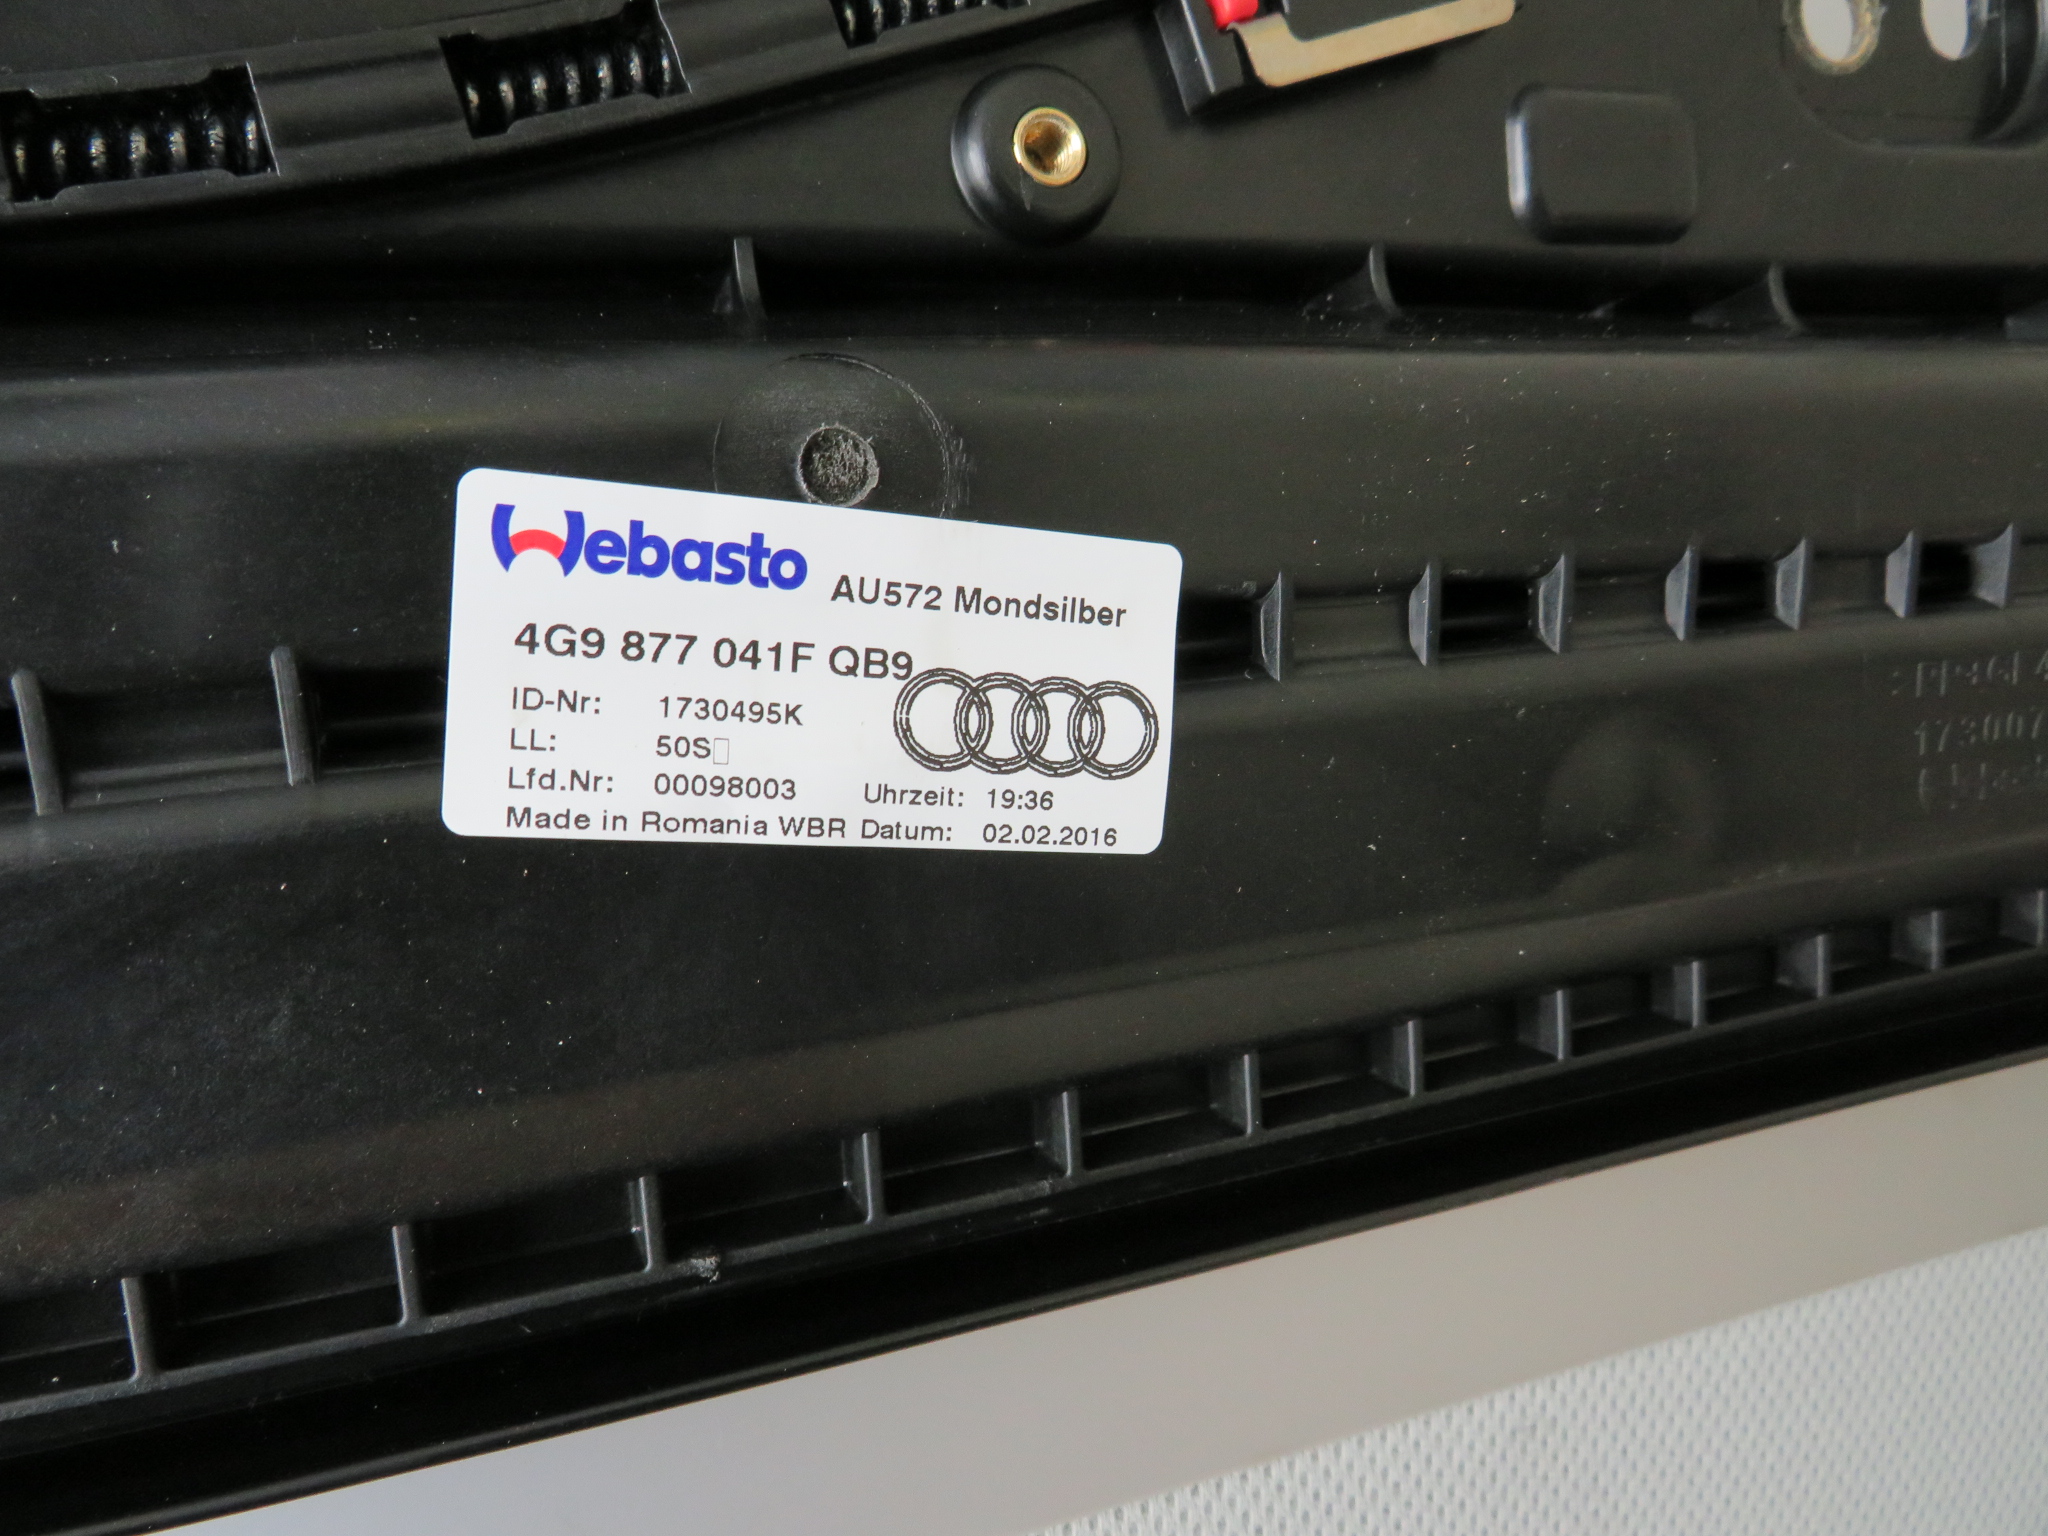 Webasto AU572 Mondsilber
4G9 877 041F QB9
ID-Nr: 1730495K
LL: 50S
Lfd.Nr: 00098003 Uhrzeit: 19:36
Made in Romania WBR Datum: 02.02.2016